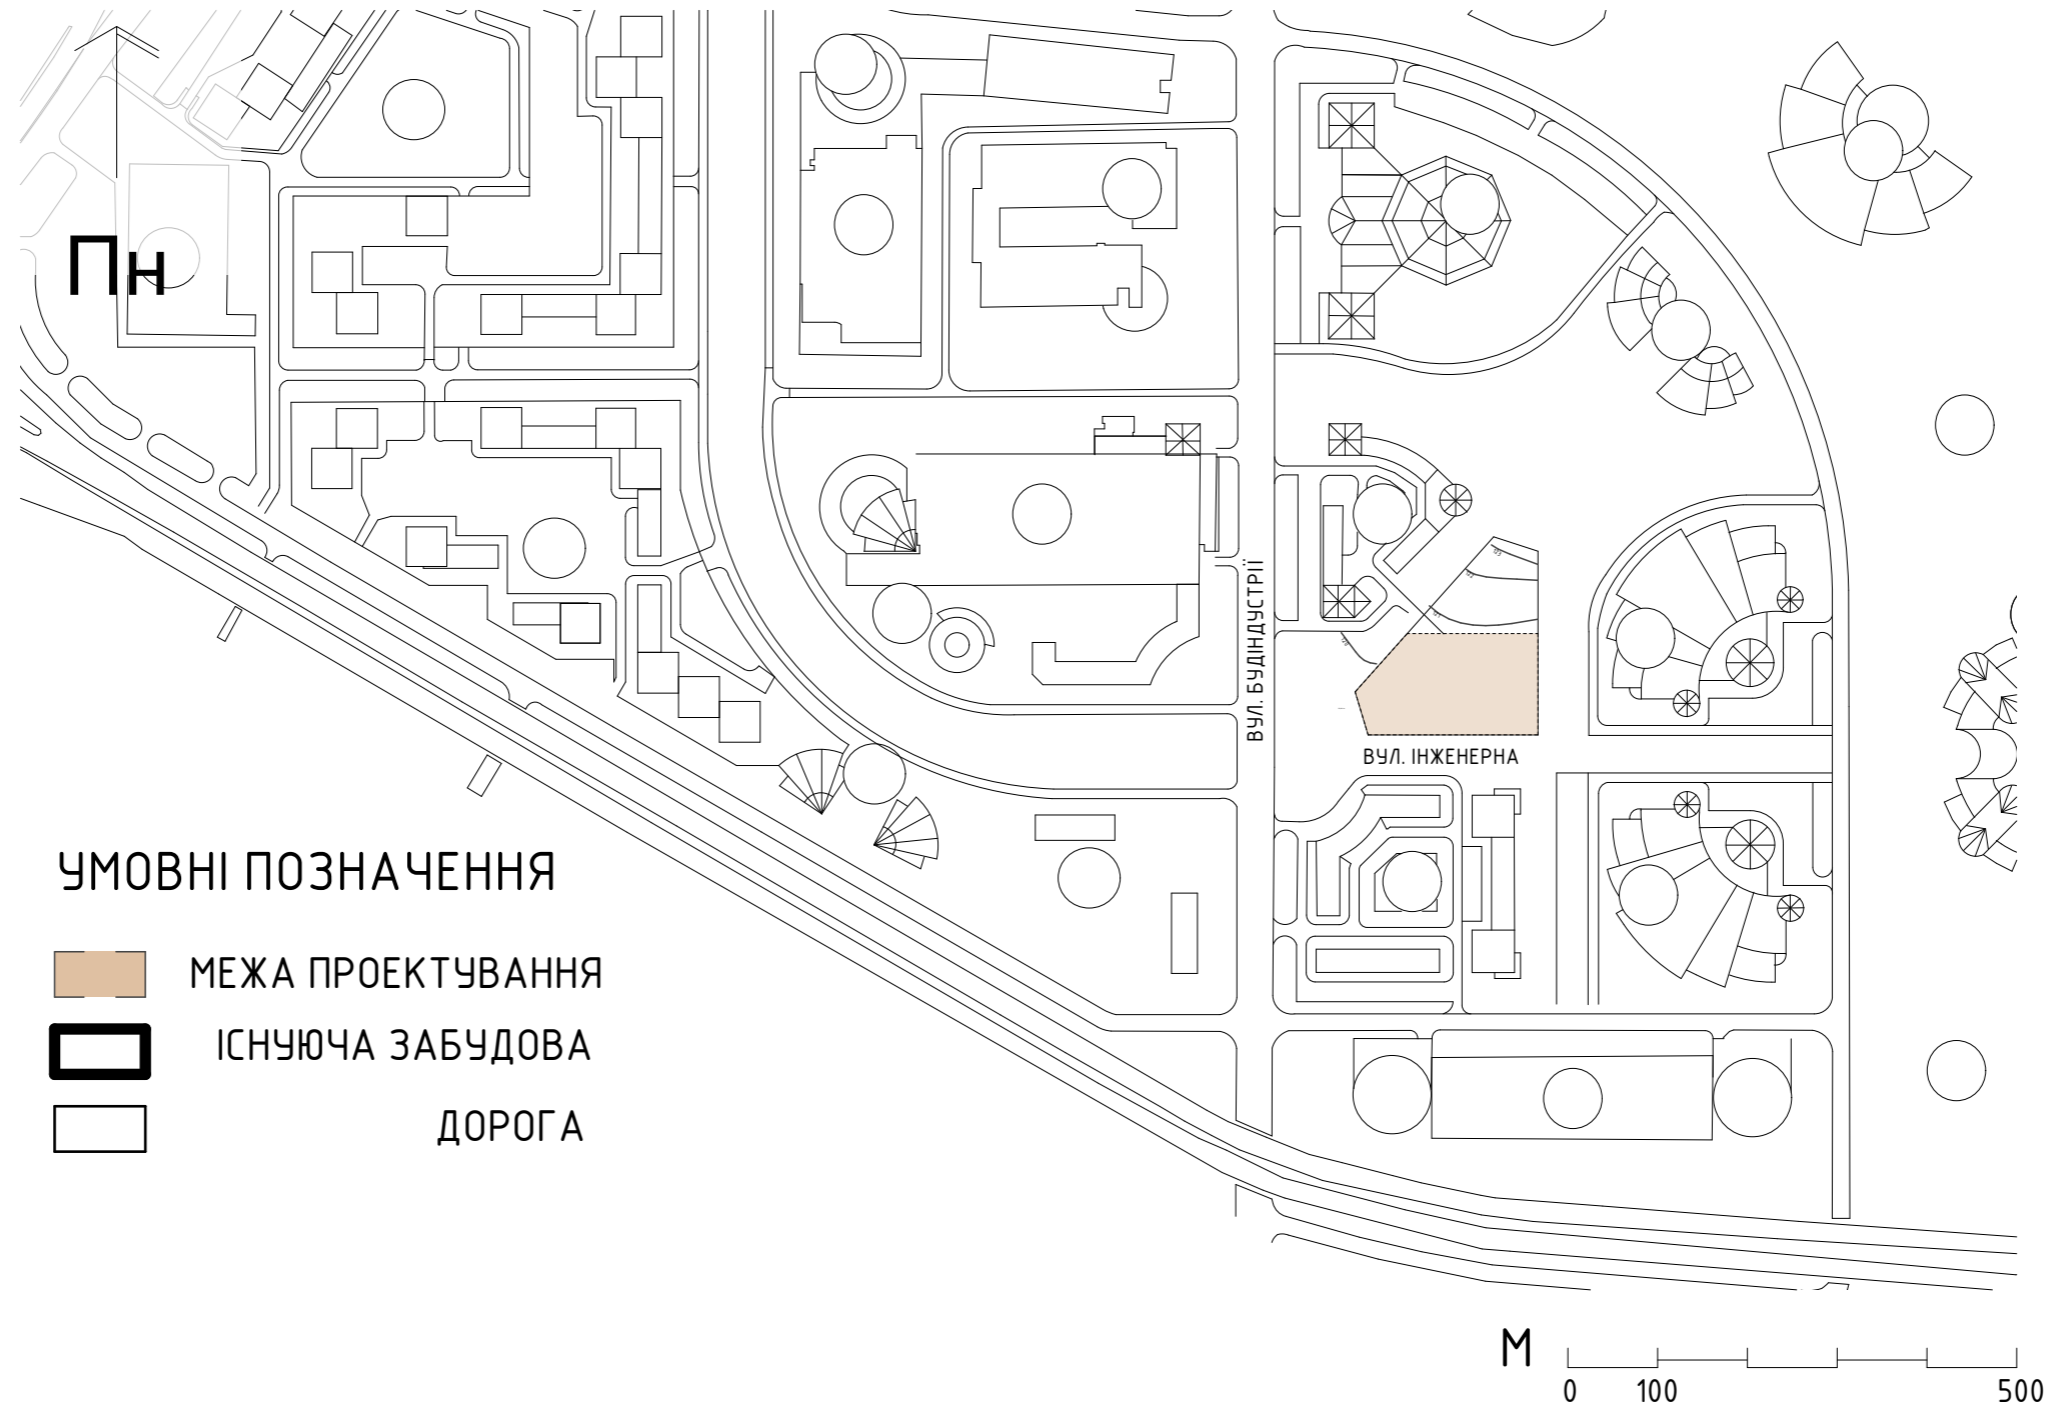 Пн
ВУЛ. БУДІНДУСТРІЇ
ВУЛ. ІНЖЕНЕРНА
УМОВНІ ПОЗНАЧЕННЯ
МЕЖА ПРОЕКТУВАННЯ
ІСНУЮЧА ЗАБУДОВА
ДОРОГА
М
0 100 500